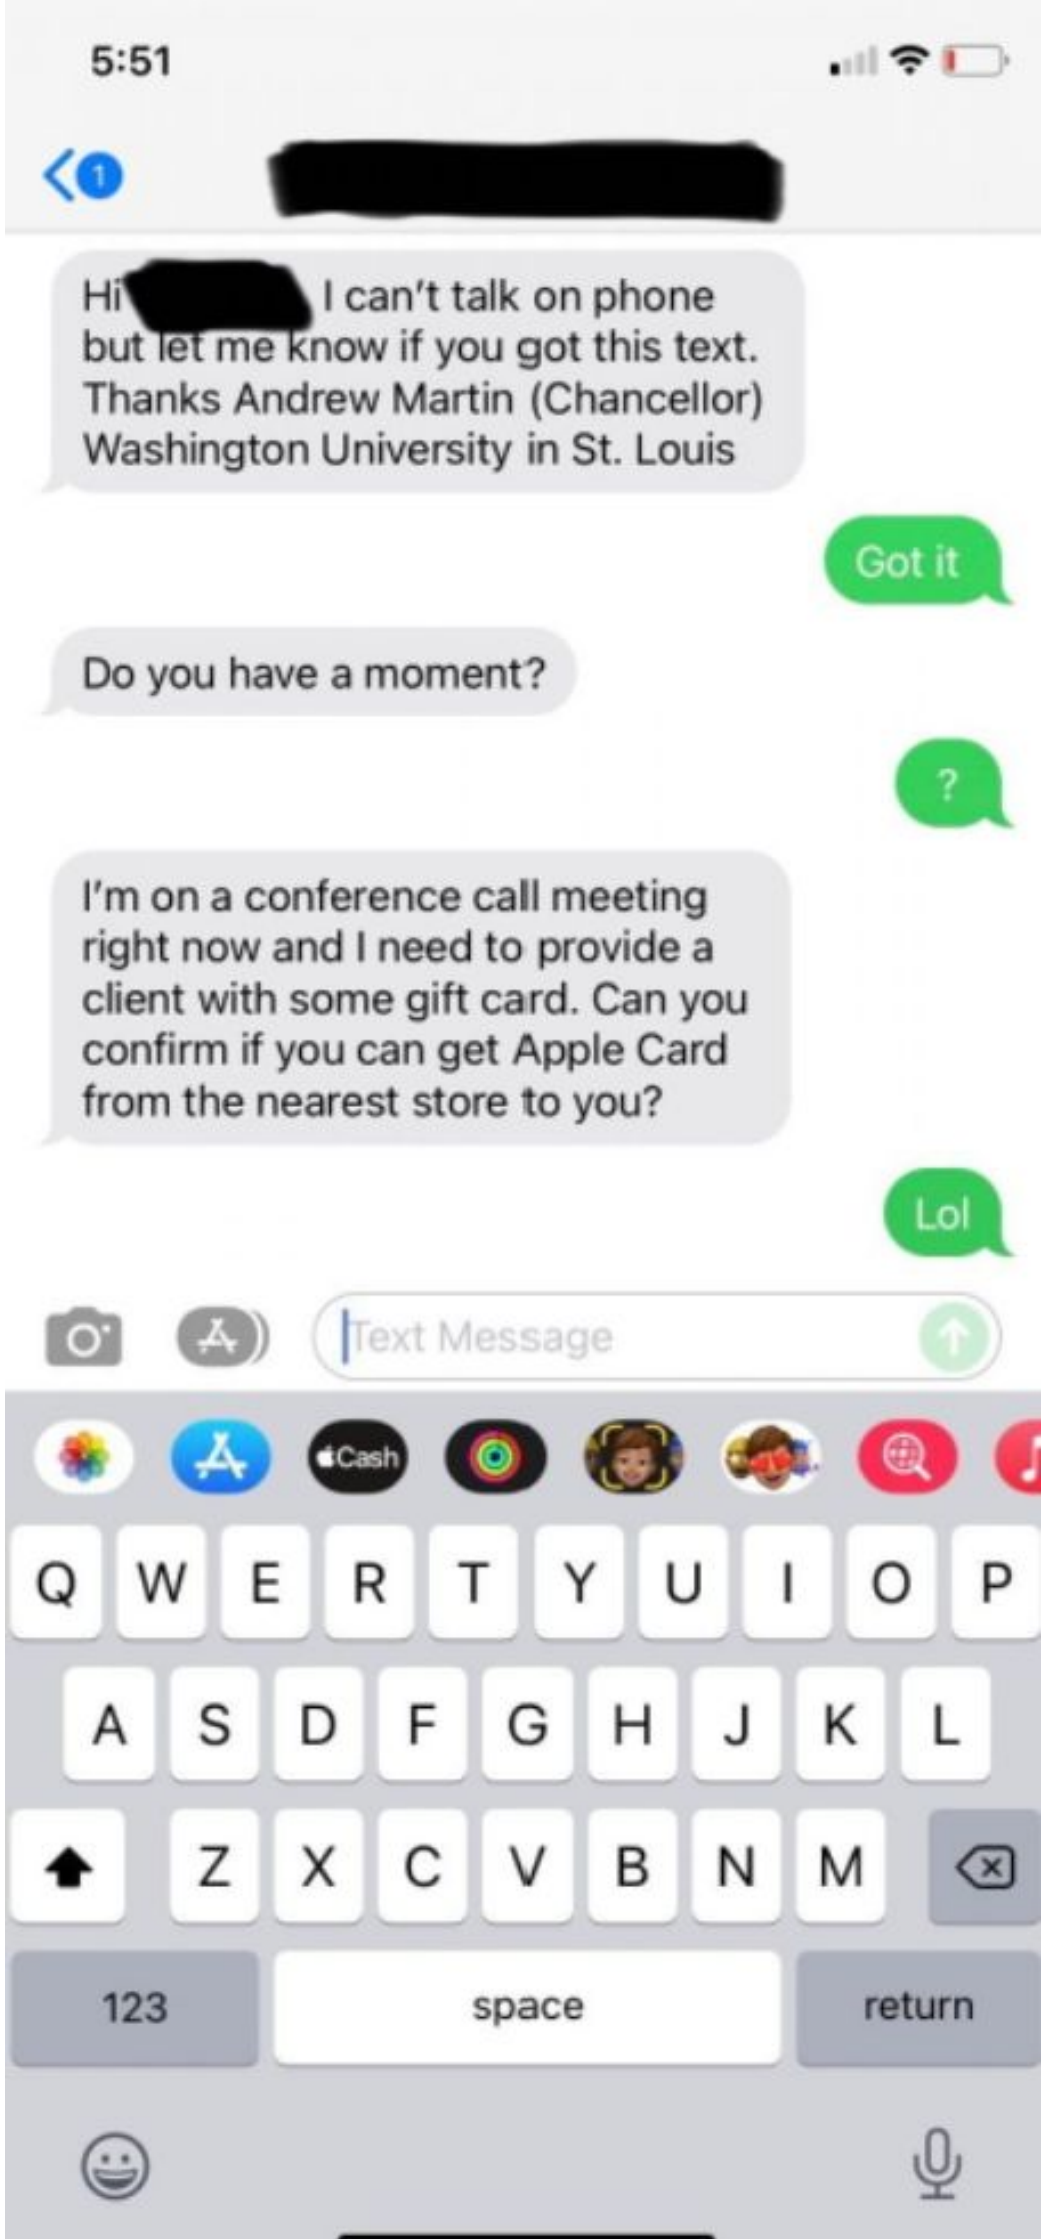 5:51
1
Hi I can't talk on phone
but let me know if you got this text.
Thanks Andrew Martin (Chancellor)
Washington University in St. Louis
Got it
Do you have a moment?
?
I'm on a conference call meeting
right now and I need to provide a
client with some gift card. Can you
confirm if you can get Apple Card
from the nearest store to you?
Lol
Text Message
Cash
Q W E R T Y U I O P
A S D F G H J K L
Z X C V B N M
123 space return